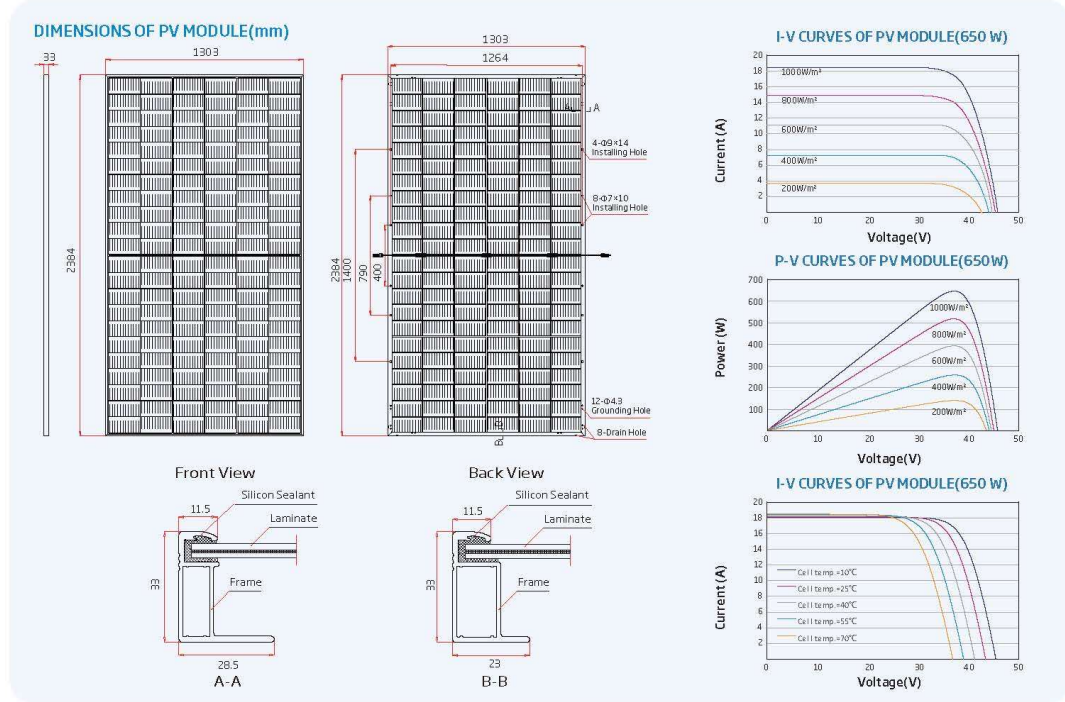 DIMENSIONS OF PV MODULE(mm)
33
1303
2384
Front View
1303
1264
A
A
4-Φ9×14
Installing Hole
8-Φ7×10
Installing Hole
2384
1400
790
400
12-Φ4.3
Grounding Hole
8-Drain Hole
B
B
Back View
11.5
Silicon Sealant
Laminate
33
Frame
28.5
A-A
11.5
Silicon Sealant
Laminate
33
Frame
23
B-B
I-V CURVES OF PV MODULE(650 W)
Current (A)
20
18
16
14
12
10
8
6
4
2
1000W/m²
800W/m²
600W/m²
400W/m²
200W/m²
0 10 20 30 40 50
Voltage(V)
P-V CURVES OF PV MODULE(650W)
Power (W)
700
600
500
400
300
200
100
1000W/m²
800W/m²
600W/m²
400W/m²
200W/m²
0 10 20 30 40 50
Voltage(V)
I-V CURVES OF PV MODULE(650 W)
Current (A)
20
18
16
14
12
10
8
6
4
2
Cell temp.=10°C
Cell temp.=25°C
Cell temp.=40°C
Cell temp.=55°C
Cell temp.=70°C
0 10 20 30 40 50
Voltage(V)